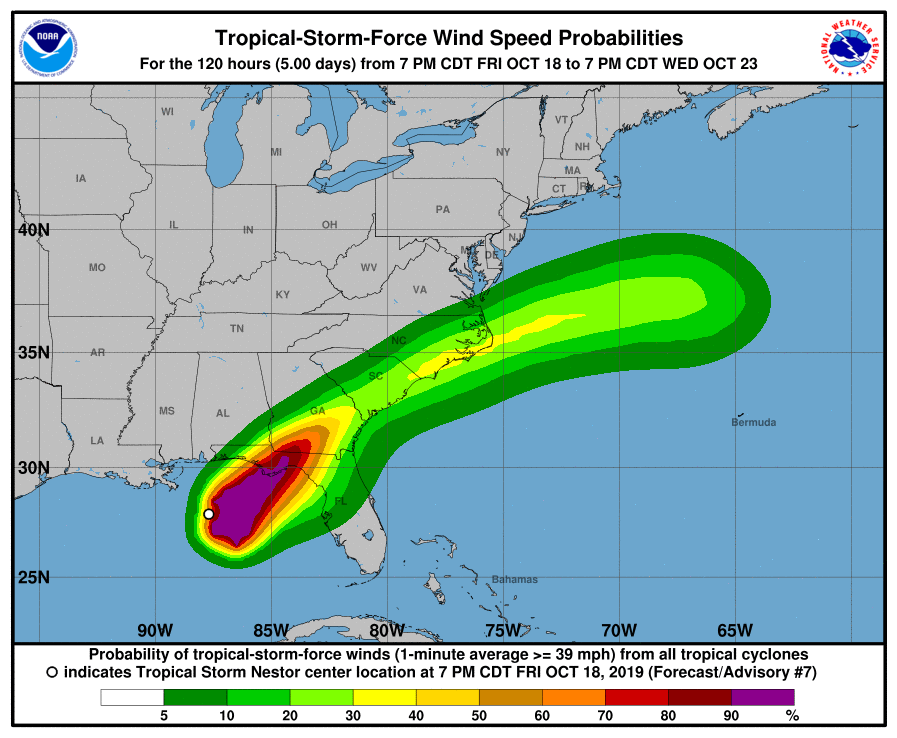 Tropical-Storm-Force Wind Speed Probabilities
For the 120 hours (5.00 days) from 7 PM CDT FRI OCT 18 to 7 PM CDT WED OCT 23
NOAA
NATIONAL WEATHER SERVICE
WI
VT
NH
MI
NY
MA
IA
CT
RI
PA
IL
IN
OH
40N
NJ
MD
DE
MO
WV
VA
KY
TN
NC
AR
35N
SC
MS
AL
GA
Bermuda
LA
30N
FL
25N
Bahamas
90W 85W 80W 75W 70W 65W
Probability of tropical-storm-force winds (1-minute average >= 39 mph) from all tropical cyclones
indicates Tropical Storm Nestor center location at 7 PM CDT FRI OCT 18, 2019 (Forecast/Advisory #7)
5 10 20 30 40 50 60 70 80 90 %